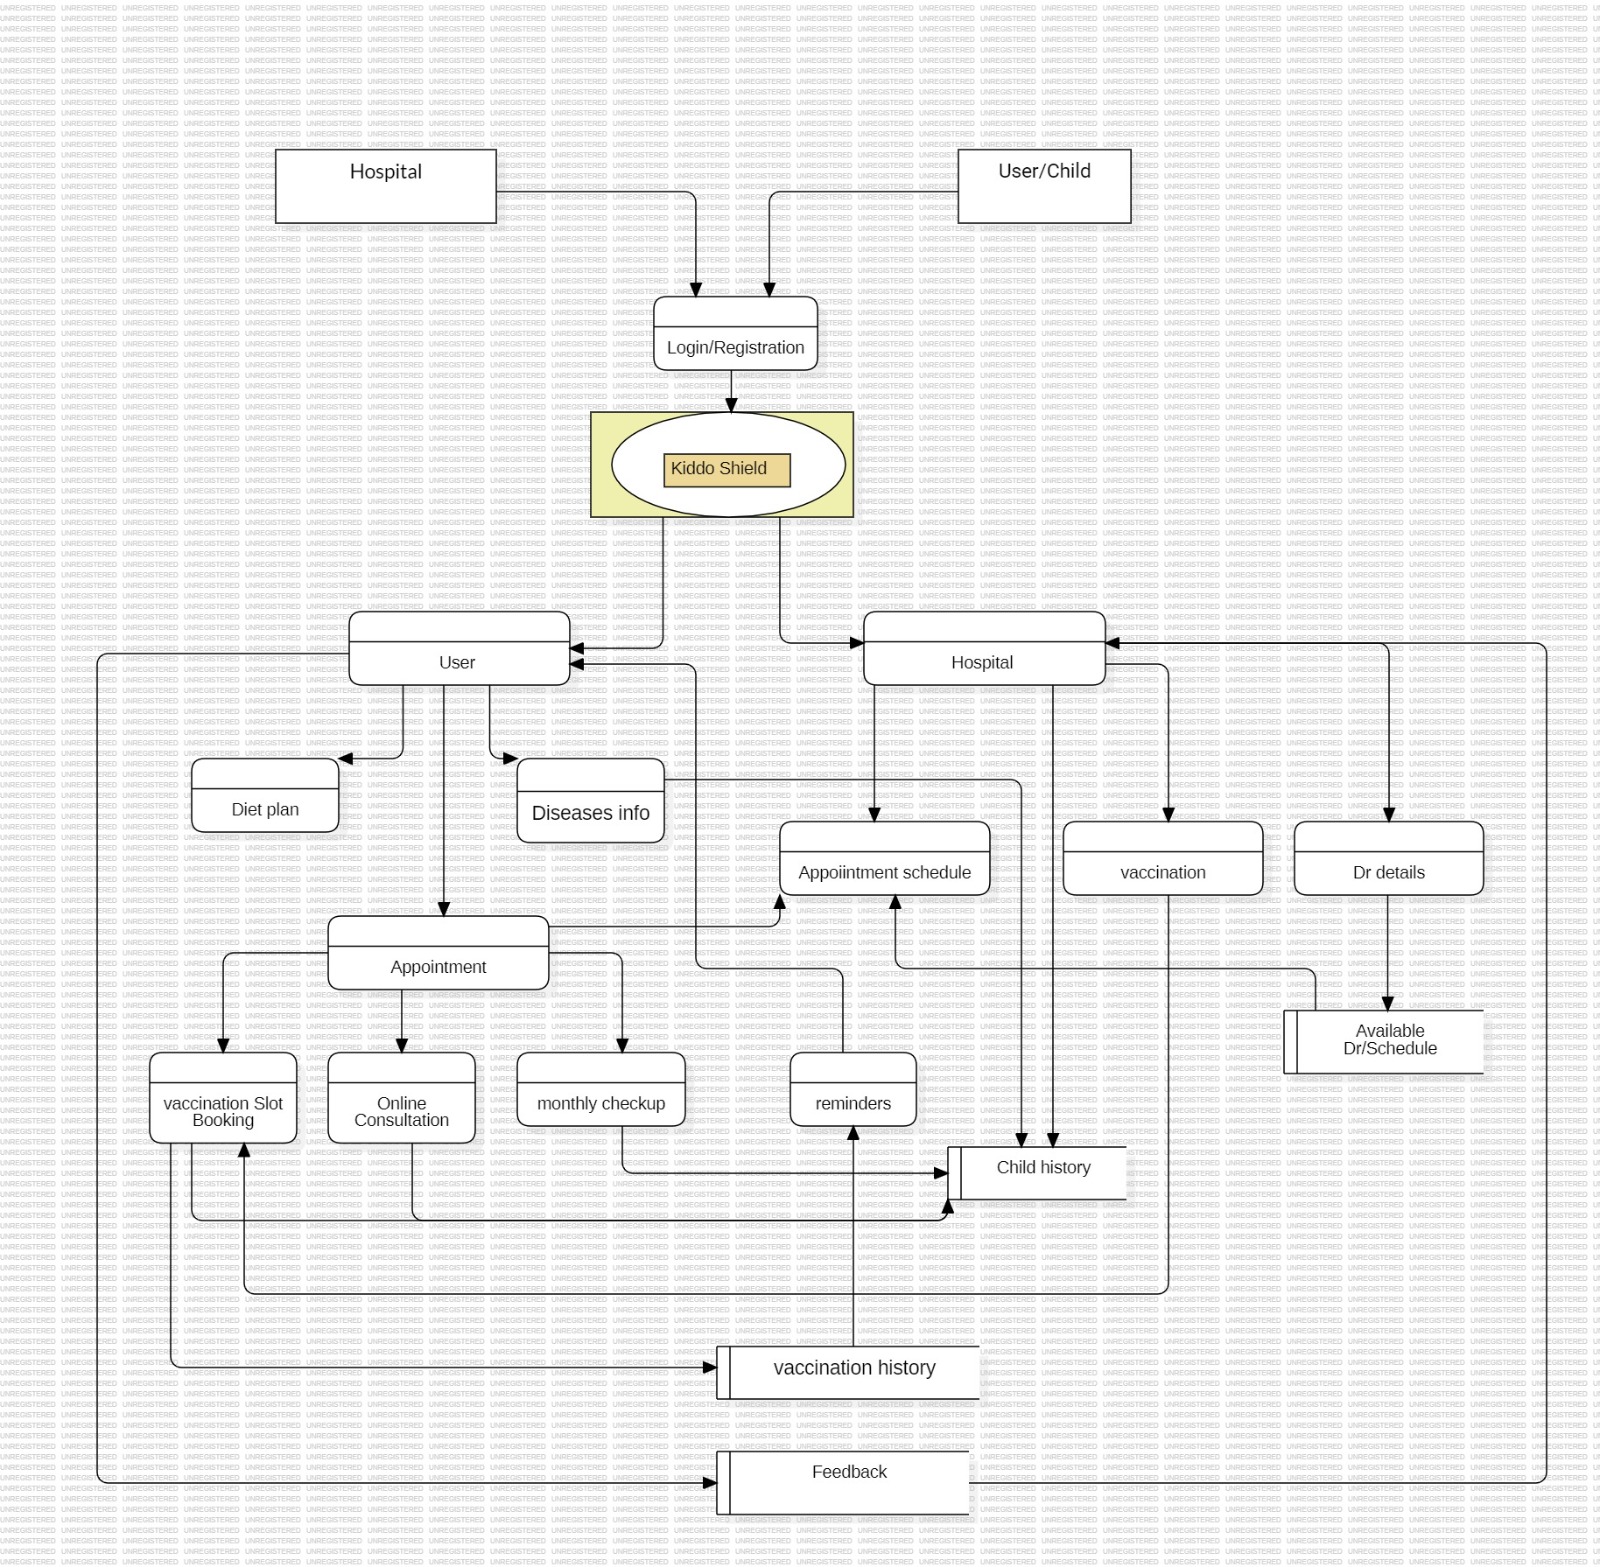 Hospital
User/Child
Login/Registration
Kiddo Shield
User
Hospital
Diet plan
Diseases info
Appoiintment schedule
vaccination
Dr details
Appointment
Available
Dr/Schedule
vaccination Slot
Booking
Online
Consultation
monthly checkup
reminders
Child history
vaccination history
Feedback